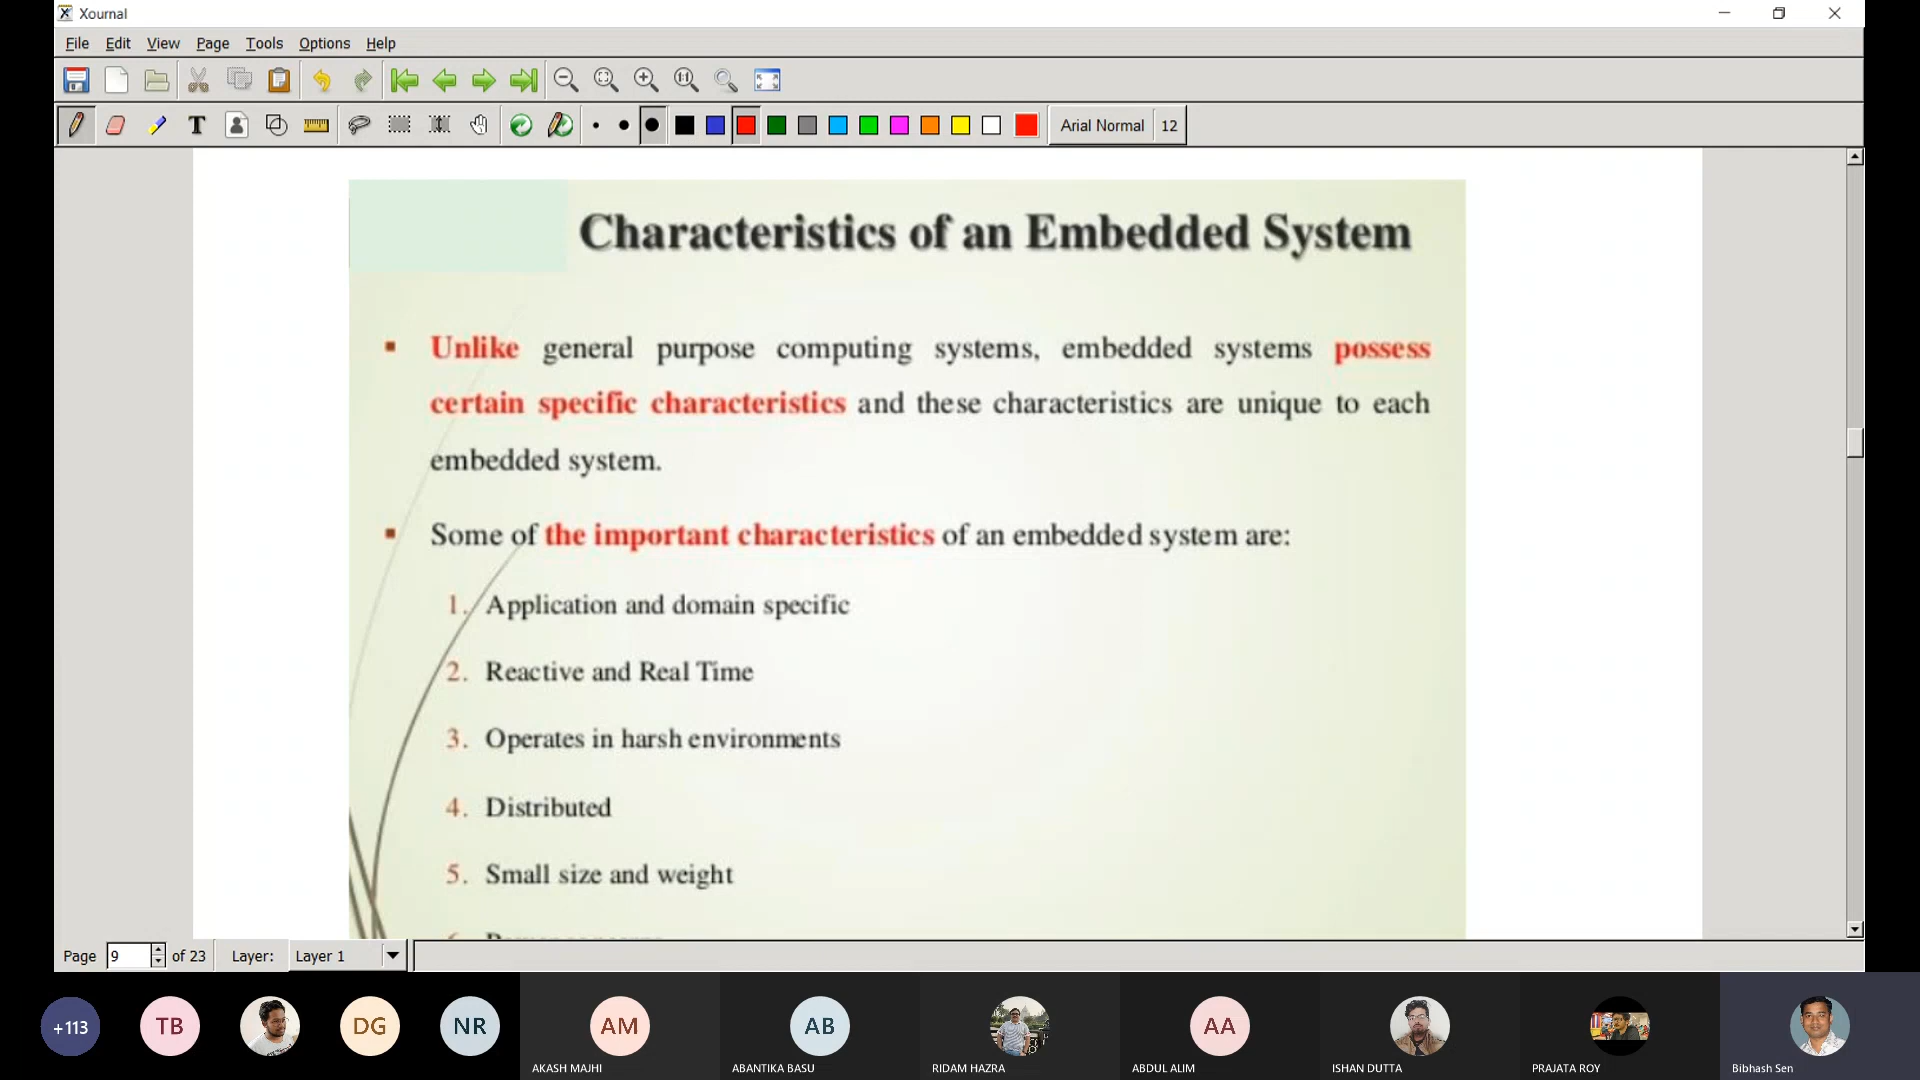 Xournal
File Edit View Page Tools Options Help
T Arial Normal 12
Characteristics of an Embedded System
Unlike general purpose computing systems, embedded systems possess
certain specific characteristics and these characteristics are unique to each
embedded system.
Some of the important characteristics of an embedded system are:
1. Application and domain specific
2. Reactive and Real Time
3. Operates in harsh environments
4. Distributed
5. Small size and weight
Page 9 of 23 Layer: Layer 1
+113 TB DG NR AM AB AA
AKASH MAJHI ABANTIKA BASU RIDAM HAZRA ABDUL ALIM ISHAN DUTTA PRAJATA ROY Bibhash Sen